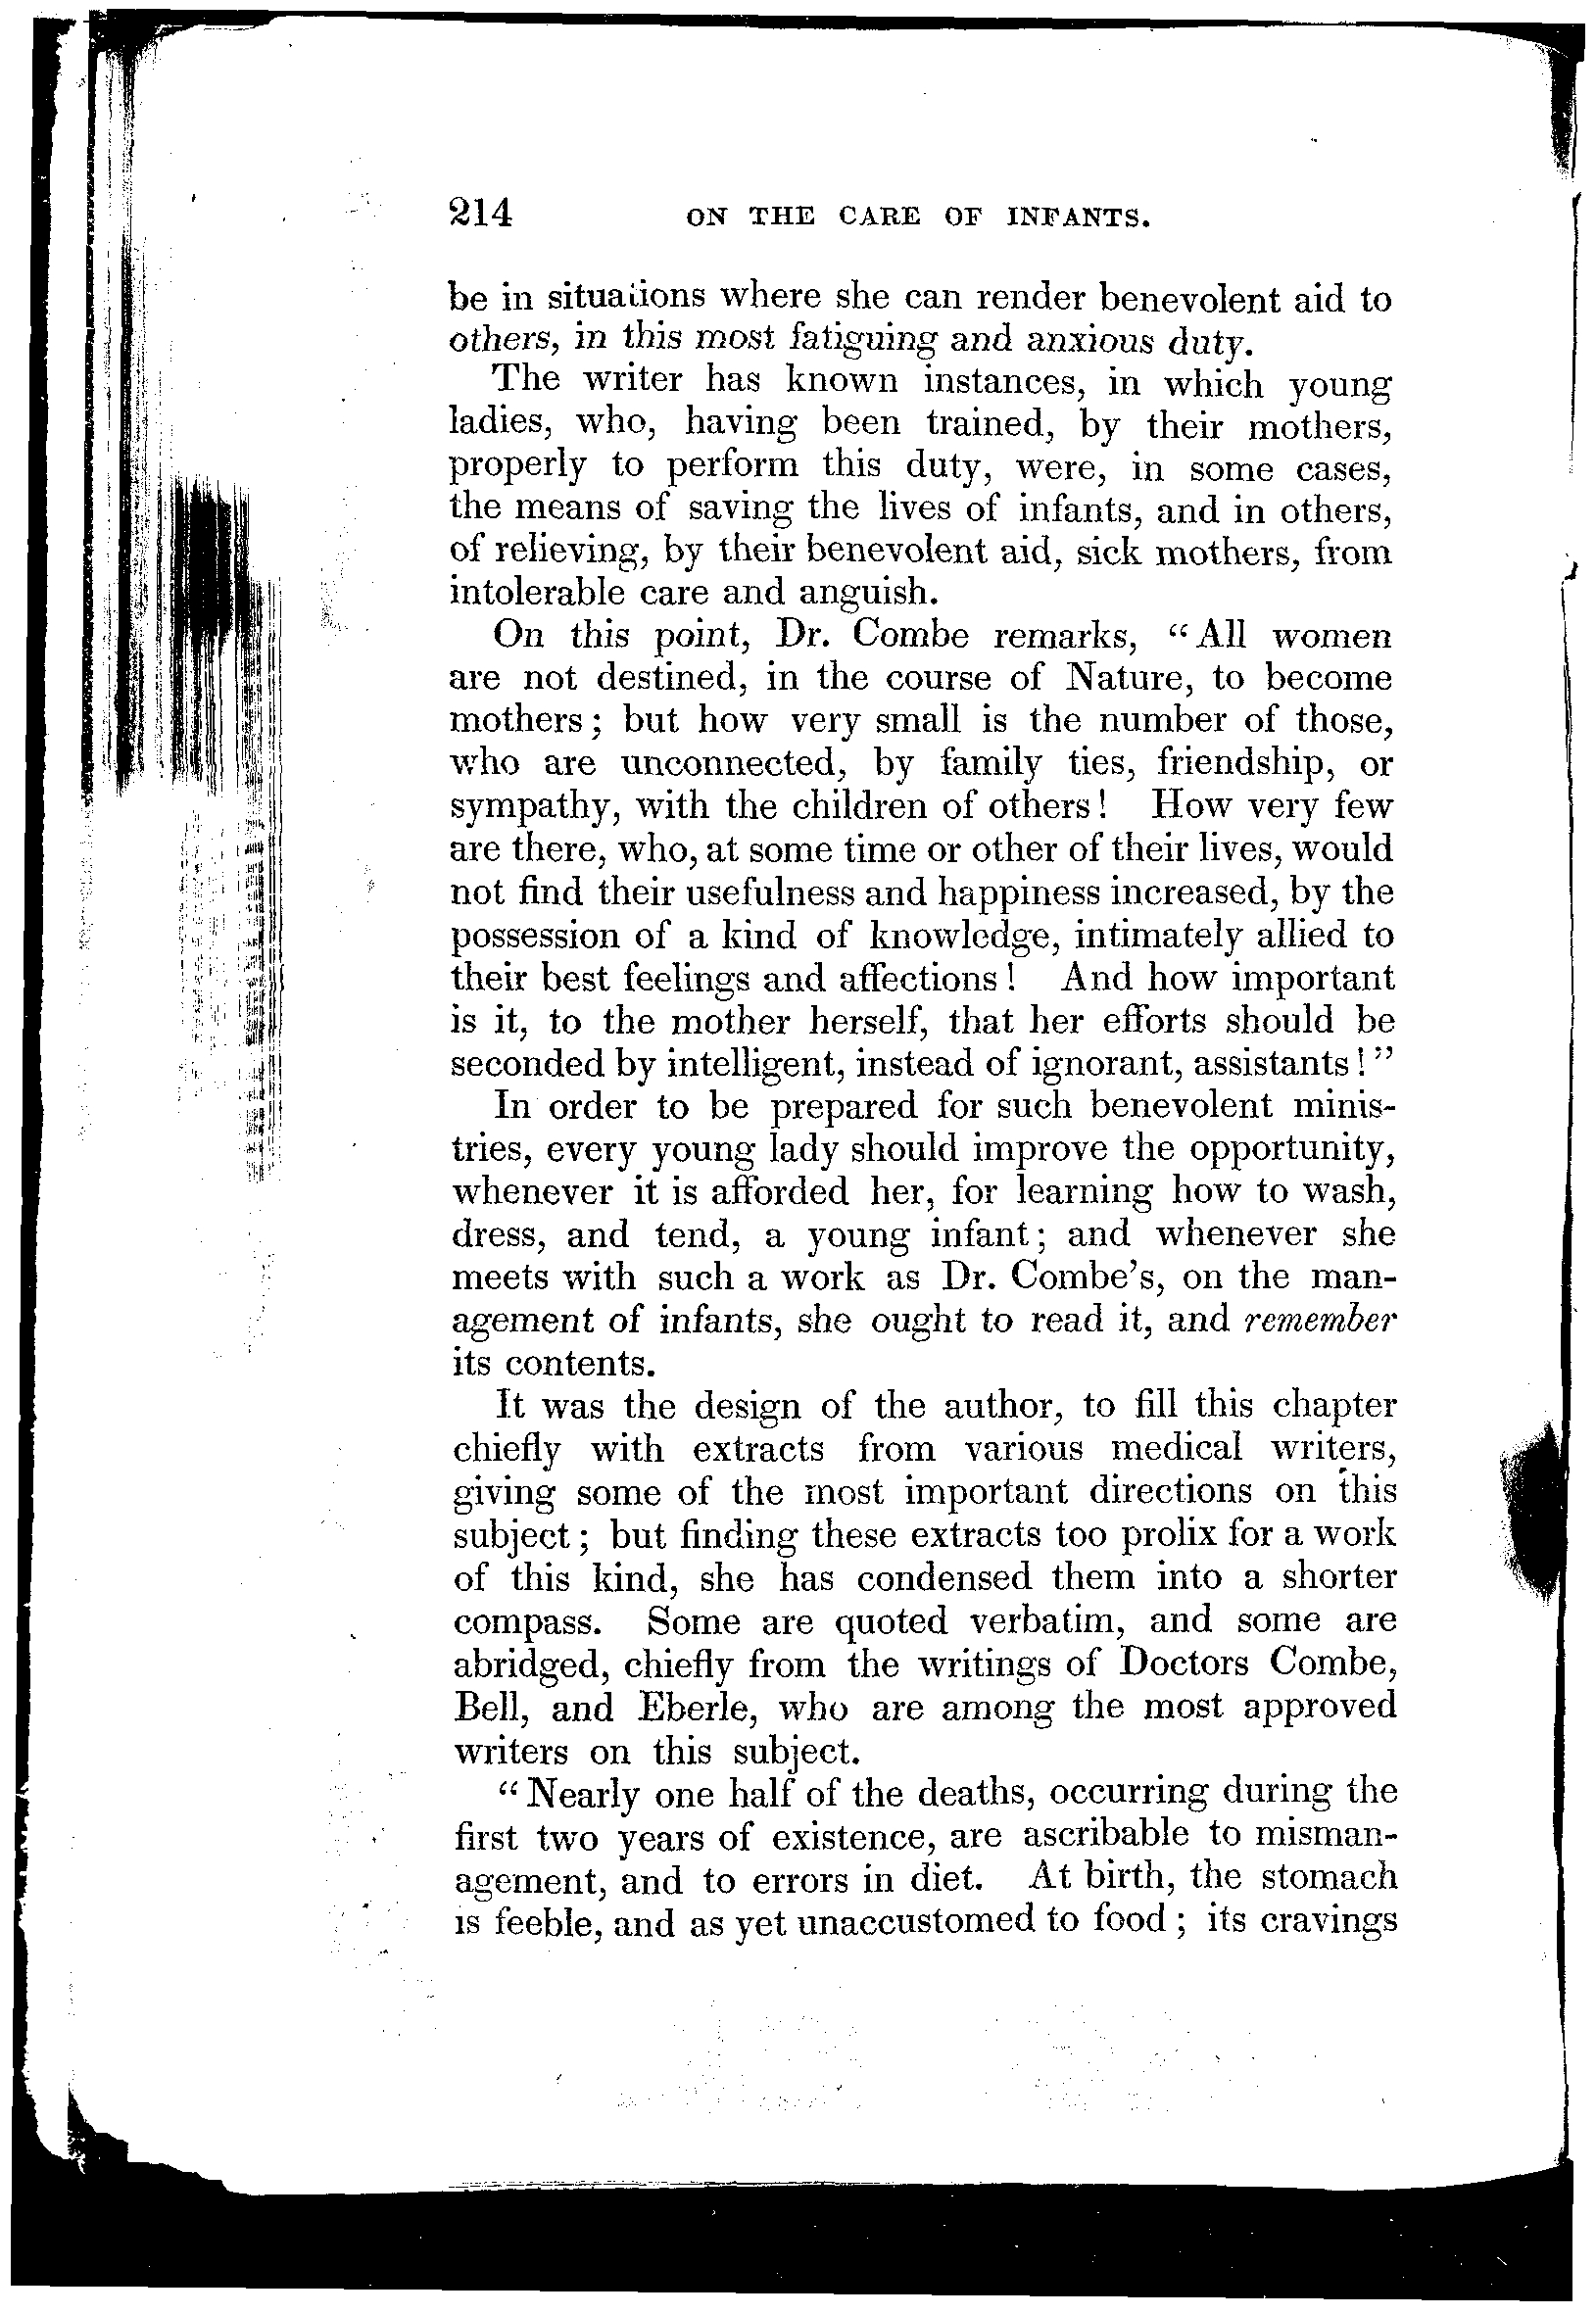 214 ON THE CARE OF INFANTS.
be in situations where she can render benevolent aid to
others, in this most fatiguing and anxious duty.
The writer has known instances, in which young
ladies, who, having been trained, by their mothers,
properly to perform this duty, were, in some cases,
the means of saving the lives of infants, and in others,
of relieving, by their benevolent aid, sick mothers, from
intolerable care and anguish.
On this point, Dr. Combe remarks, “All women
are not destined, in the course of Nature, to become
mothers; but how very small is the number of those,
who are unconnected, by family ties, friendship, or
sympathy, with the children of others! How very few
are there, who, at some time or other of their lives, would
not find their usefulness and happiness increased, by the
possession of a kind of knowledge, intimately allied to
their best feelings and affections! And how important
is it, to the mother herself, that her efforts should be
seconded by intelligent, instead of ignorant, assistants!”
In order to be prepared for such benevolent minis-
tries, every young lady should improve the opportunity,
whenever it is afforded her, for learning how to wash,
dress, and tend, a young infant; and whenever she
meets with such a work as Dr. Combe's, on the man-
agement of infants, she ought to read it, and remember
its contents.
It was the design of the author, to fill this chapter
chiefly with extracts from various medical writers,
giving some of the most important directions on this
subject; but finding these extracts too prolix for a work
of this kind, she has condensed them into a shorter
compass. Some are quoted verbatim, and some are
abridged, chiefly from the writings of Doctors Combe,
Bell, and Eberle, who are among the most approved
writers on this subject.
“Nearly one half of the deaths, occurring during the
first two years of existence, are ascribable to misman-
agement, and to errors in diet. At birth, the stomach
is feeble, and as yet unaccustomed to food; its cravings